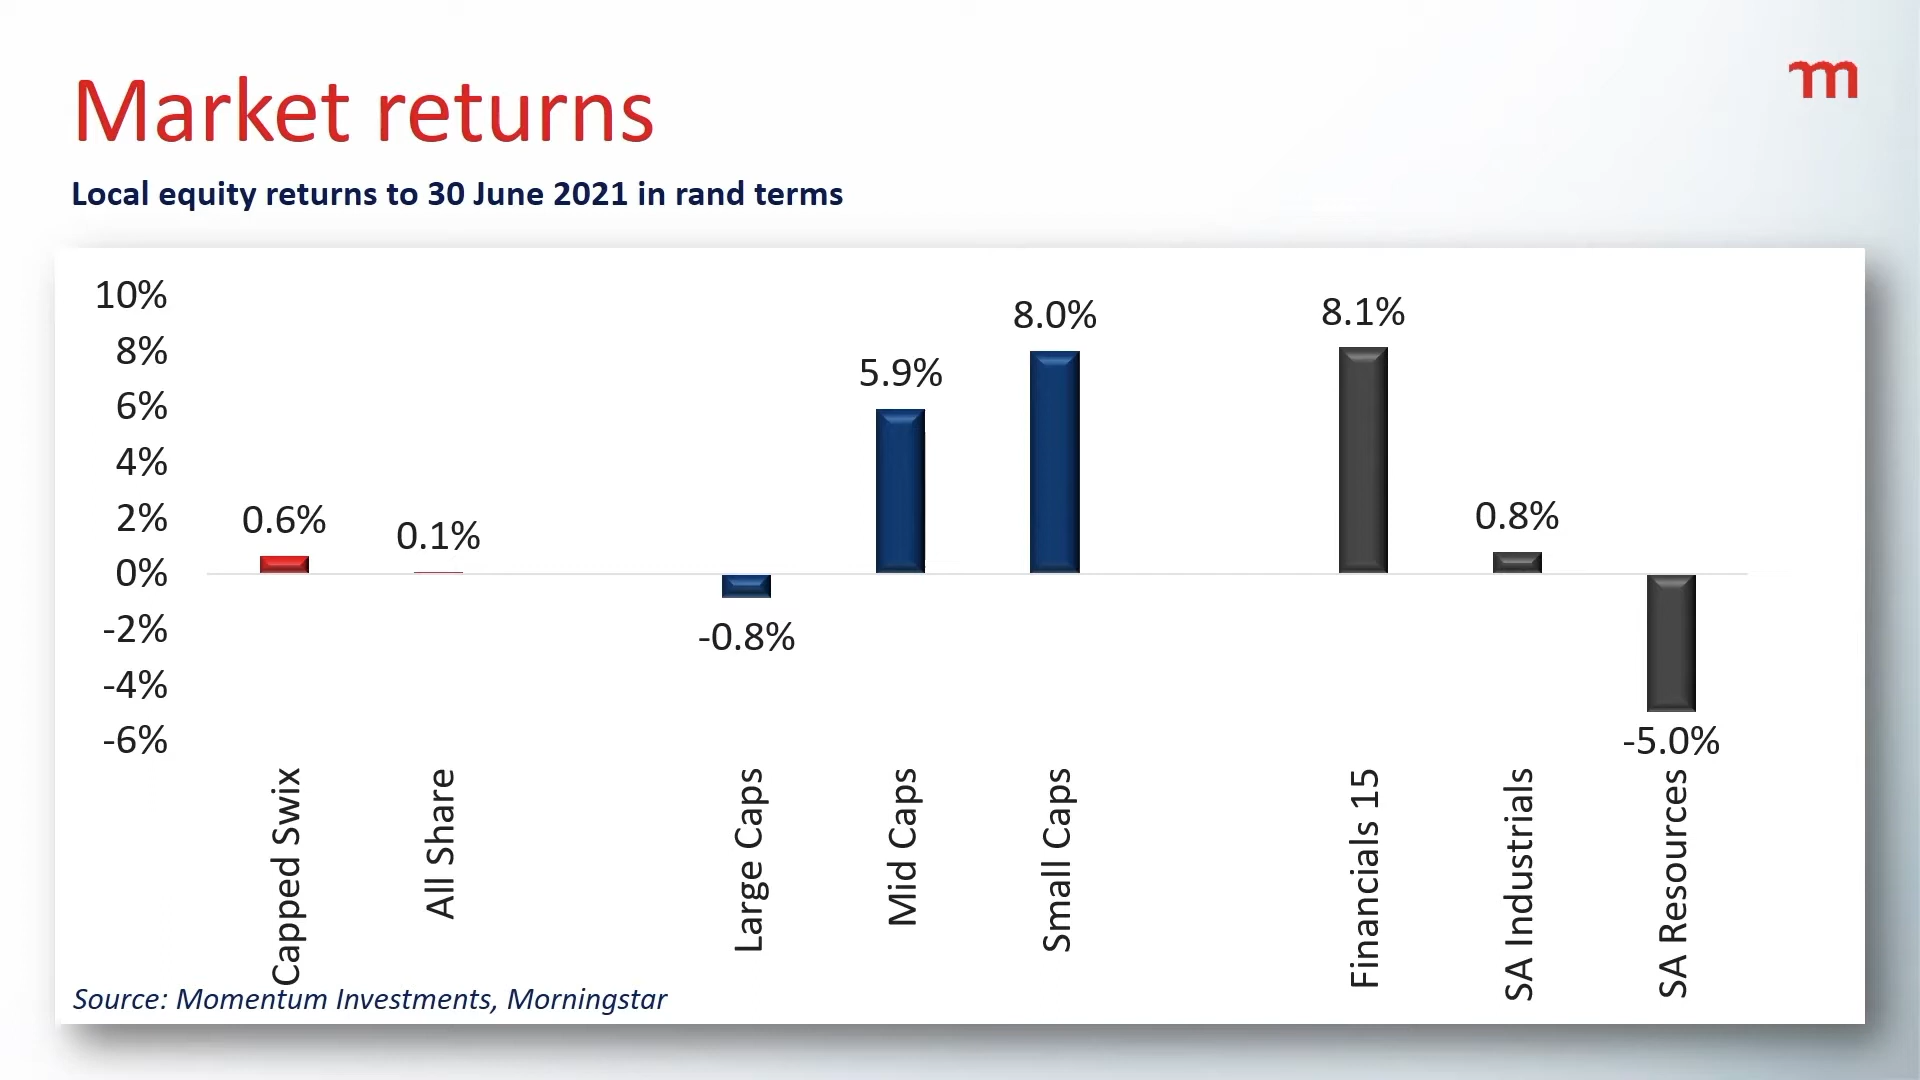 Market returns
m
Local equity returns to 30 June 2021 in rand terms
10%
8%
6%
4%
2%
0%
-2%
-4%
-6%
0.6%
0.1%
-0.8%
5.9%
8.0%
8.1%
0.8%
-5.0%
Capped Swix
All Share
Large Caps
Mid Caps
Small Caps
Financials 15
SA Industrials
SA Resources
Source: Momentum Investments, Morningstar